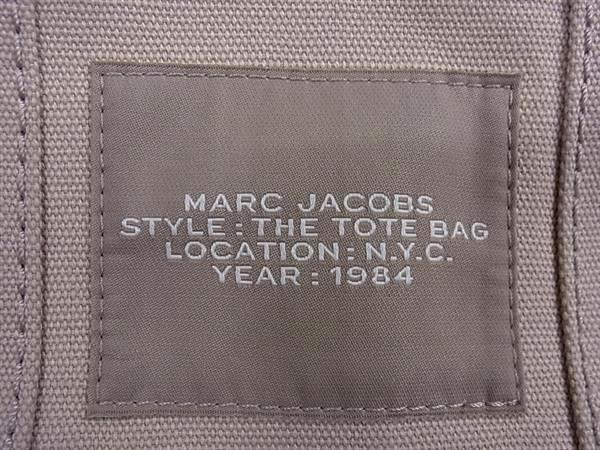 MARC JACOBS
STYLE : THE TOTE BAG
LOCATION : N.Y.C.
YEAR : 1984